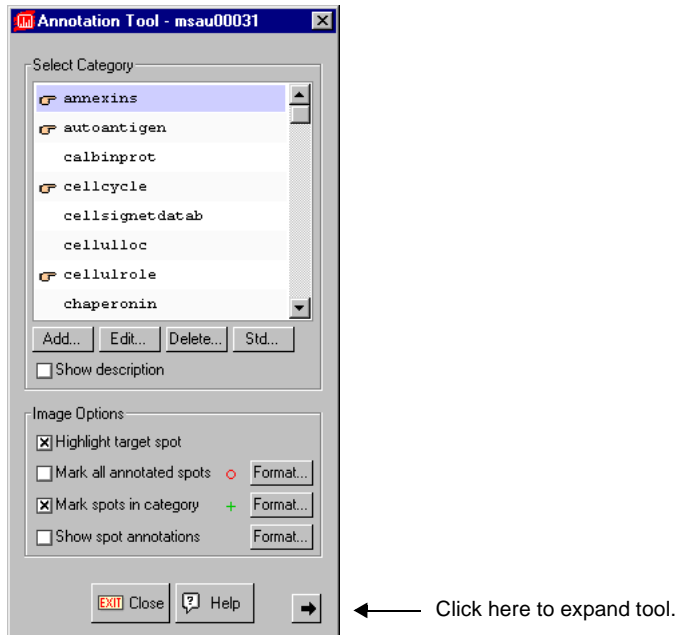 Annotation Tool - msau00031
Select Category
annexins
autoantigen
calbinprot
cellcycle
cellsignetdatab
cellulloc
cellulrole
chaperonin
Add... Edit... Delete... Std...
Show description
Image Options
Highlight target spot
Mark all annotated spots Format...
Mark spots in category Format...
Show spot annotations Format...
EXIT Close ? Help
Click here to expand tool.